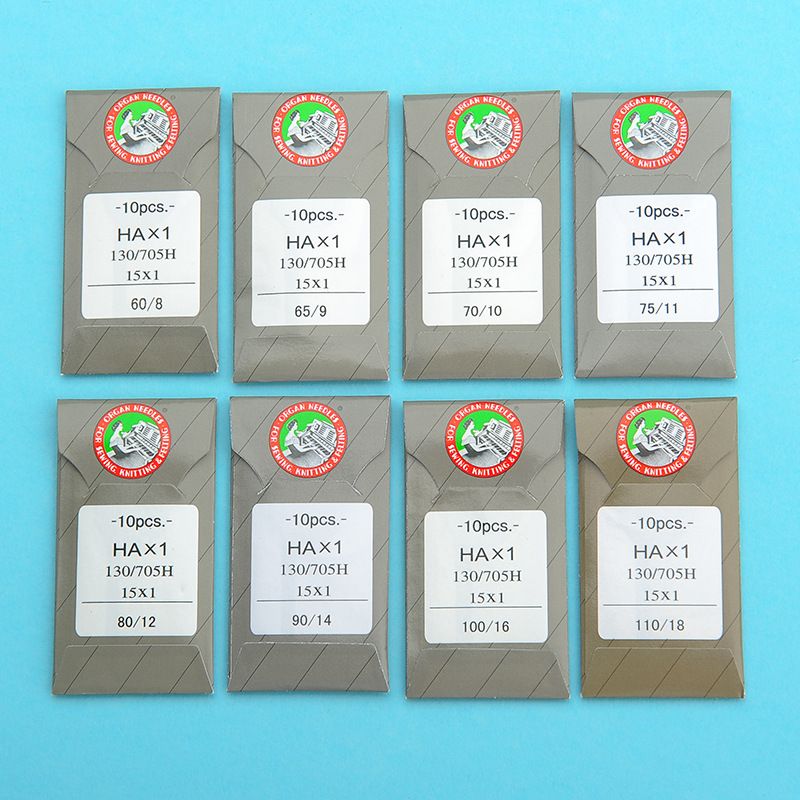 ORGAN NEEDLES
FOR SEWING, KNITTING & FELTING
-10pcs.-
HA×1
130/705H
15X1
60/8
ORGAN NEEDLES
FOR SEWING, KNITTING & FELTING
-10pcs.-
HA×1
130/705H
15X1
65/9
ORGAN NEEDLES
FOR SEWING, KNITTING & FELTING
-10pcs.-
HA×1
130/705H
15X1
70/10
ORGAN NEEDLES
FOR SEWING, KNITTING & FELTING
-10pcs.-
HA×1
130/705H
15X1
75/11
ORGAN NEEDLES
FOR SEWING, KNITTING & FELTING
-10pcs.-
HA×1
130/705H
15X1
80/12
ORGAN NEEDLES
FOR SEWING, KNITTING & FELTING
-10pcs.-
HA×1
130/705H
15X1
90/14
ORGAN NEEDLES
FOR SEWING, KNITTING & FELTING
-10pcs.-
HA×1
130/705H
15X1
100/16
ORGAN NEEDLES
FOR SEWING, KNITTING & FELTING
-10pcs.-
HA×1
130/705H
15X1
110/18